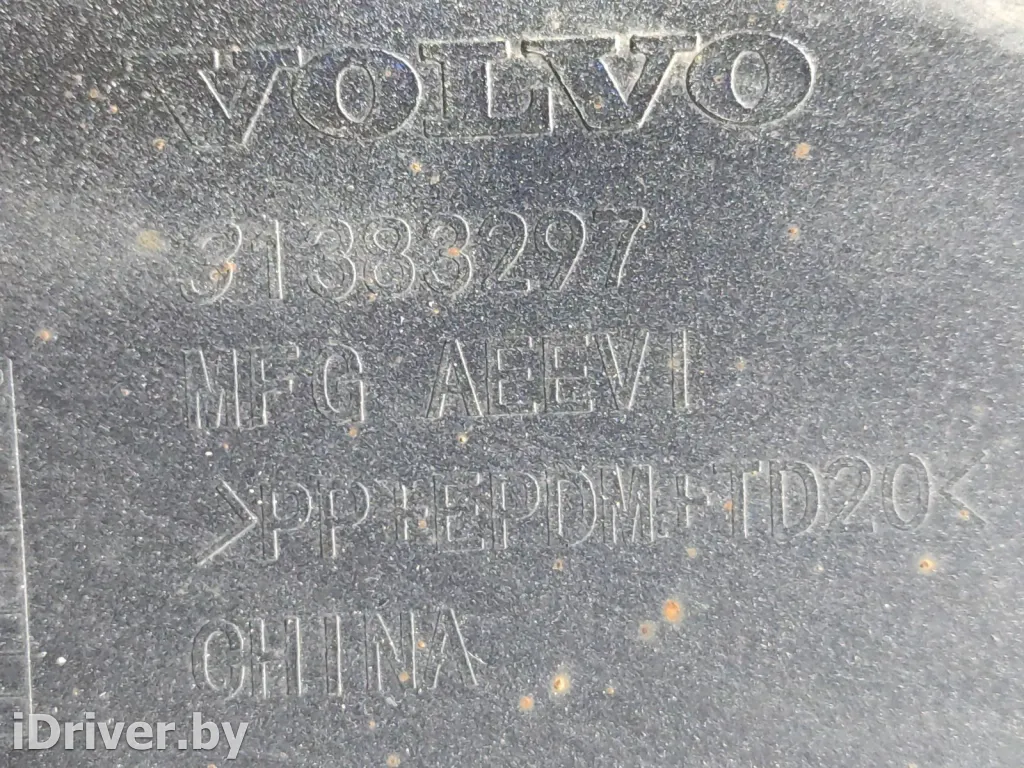 VOLVO
31383297
MFG AEEVI
>PP+EPDM+TD20<
CHINA
iDriver.by